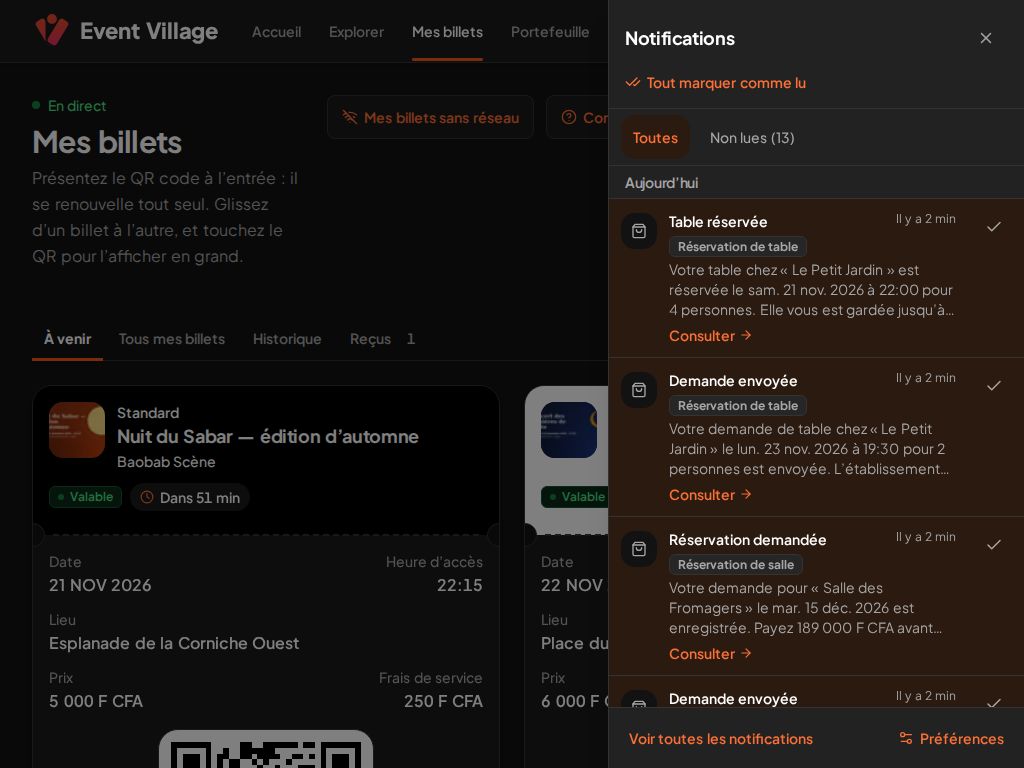 Event Village
Accueil
Explorer
Mes billets
Portefeuille
En direct
Mes billets
Présentez le QR code à l'entrée : il
se renouvelle tout seul. Glissez
d'un billet à l'autre, et touchez le
QR pour l'afficher en grand.
Mes billets sans réseau
À venir
Tous mes billets
Historique
Reçus 1
Standard
Nuit du Sabar — édition d'automne
Baobab Scène
Valable
Dans 51 min
Date
Heure d'accès
21 NOV 2026
22:15
Lieu
Esplanade de la Corniche Ouest
Prix
Frais de service
5 000 F CFA
250 F CFA
Valable
Date
22 NOV
Lieu
Place du
Prix
6 000 F
Notifications
Tout marquer comme lu
Toutes
Non lues (13)
Aujourd'hui
Table réservée
Il y a 2 min
Réservation de table
Votre table chez « Le Petit Jardin » est
réservée le sam. 21 nov. 2026 à 22:00 pour
4 personnes. Elle vous est gardée jusqu'à…
Consulter →
Demande envoyée
Il y a 2 min
Réservation de table
Votre demande de table chez « Le Petit
Jardin » le lun. 23 nov. 2026 à 19:30 pour 2
personnes est envoyée. L'établissement…
Consulter →
Réservation demandée
Il y a 2 min
Réservation de salle
Votre demande pour « Salle des
Fromagers » le mar. 15 déc. 2026 est
enregistrée. Payez 189 000 F CFA avant…
Consulter →
Demande envoyée
Il y a 2 min
Voir toutes les notifications
Préférences